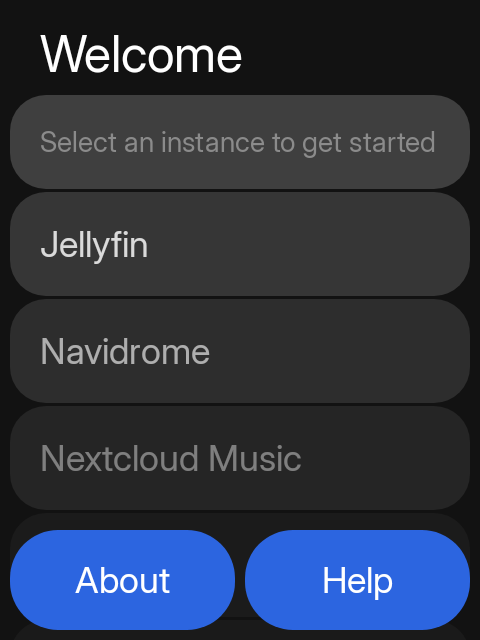 Welcome
Select an instance to get started
Jellyfin
Navidrome
Nextcloud Music
About
Help